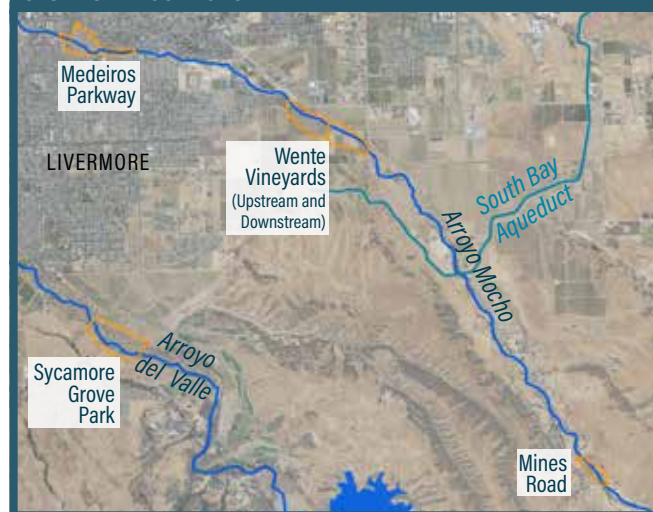 Medeiros
Parkway
LIVERMORE
Wente
Vineyards
(Upstream and
Downstream)
South Bay
Aqueduct
Arroyo Mocho
Arroyo
del Valle
Sycamore
Grove
Park
Mines
Road